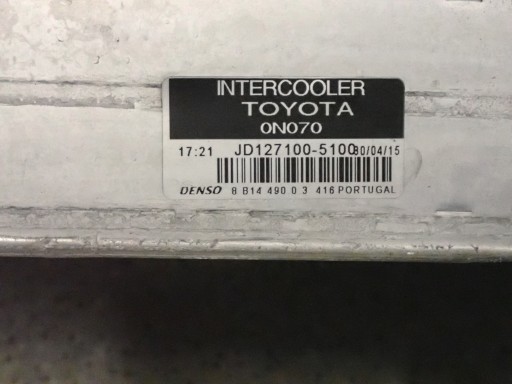 INTERCOOLER
TOYOTA
0N070
17:21 JD127100-5100 30/04/15
DENSO 8 B14 490 0 3 416 PORTUGAL